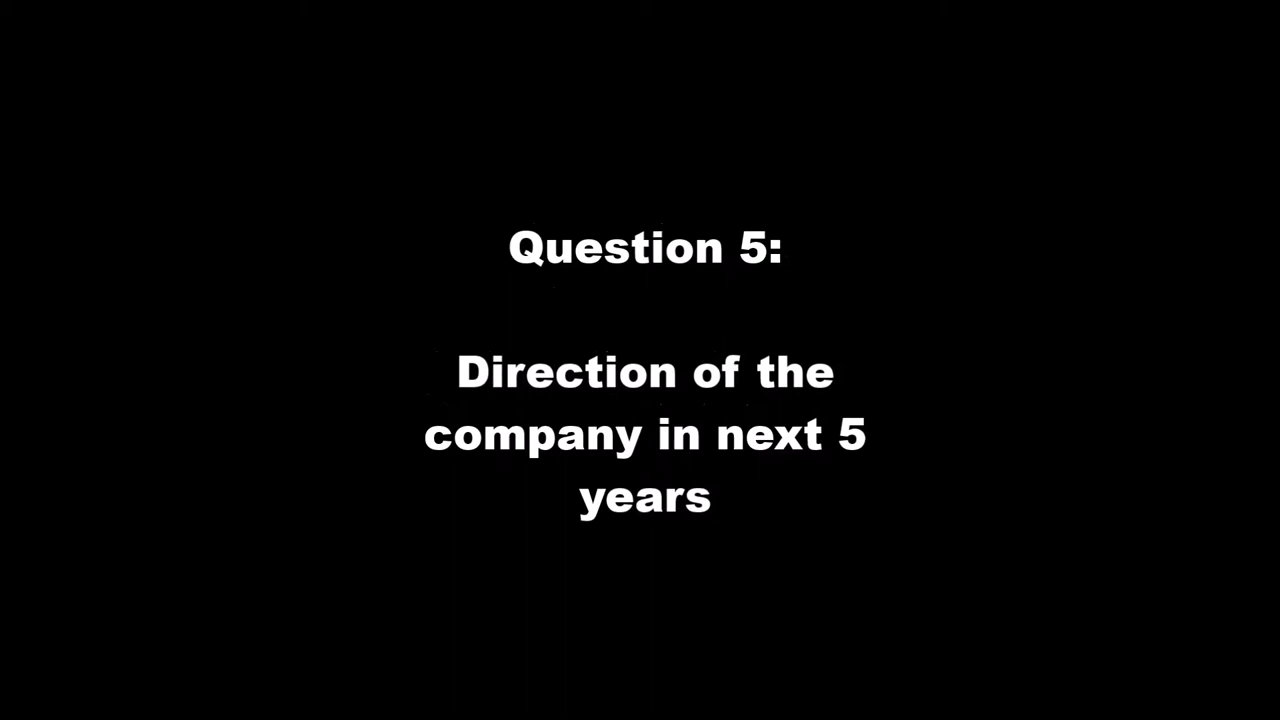 Question 5:
Direction of the
company in next 5
years